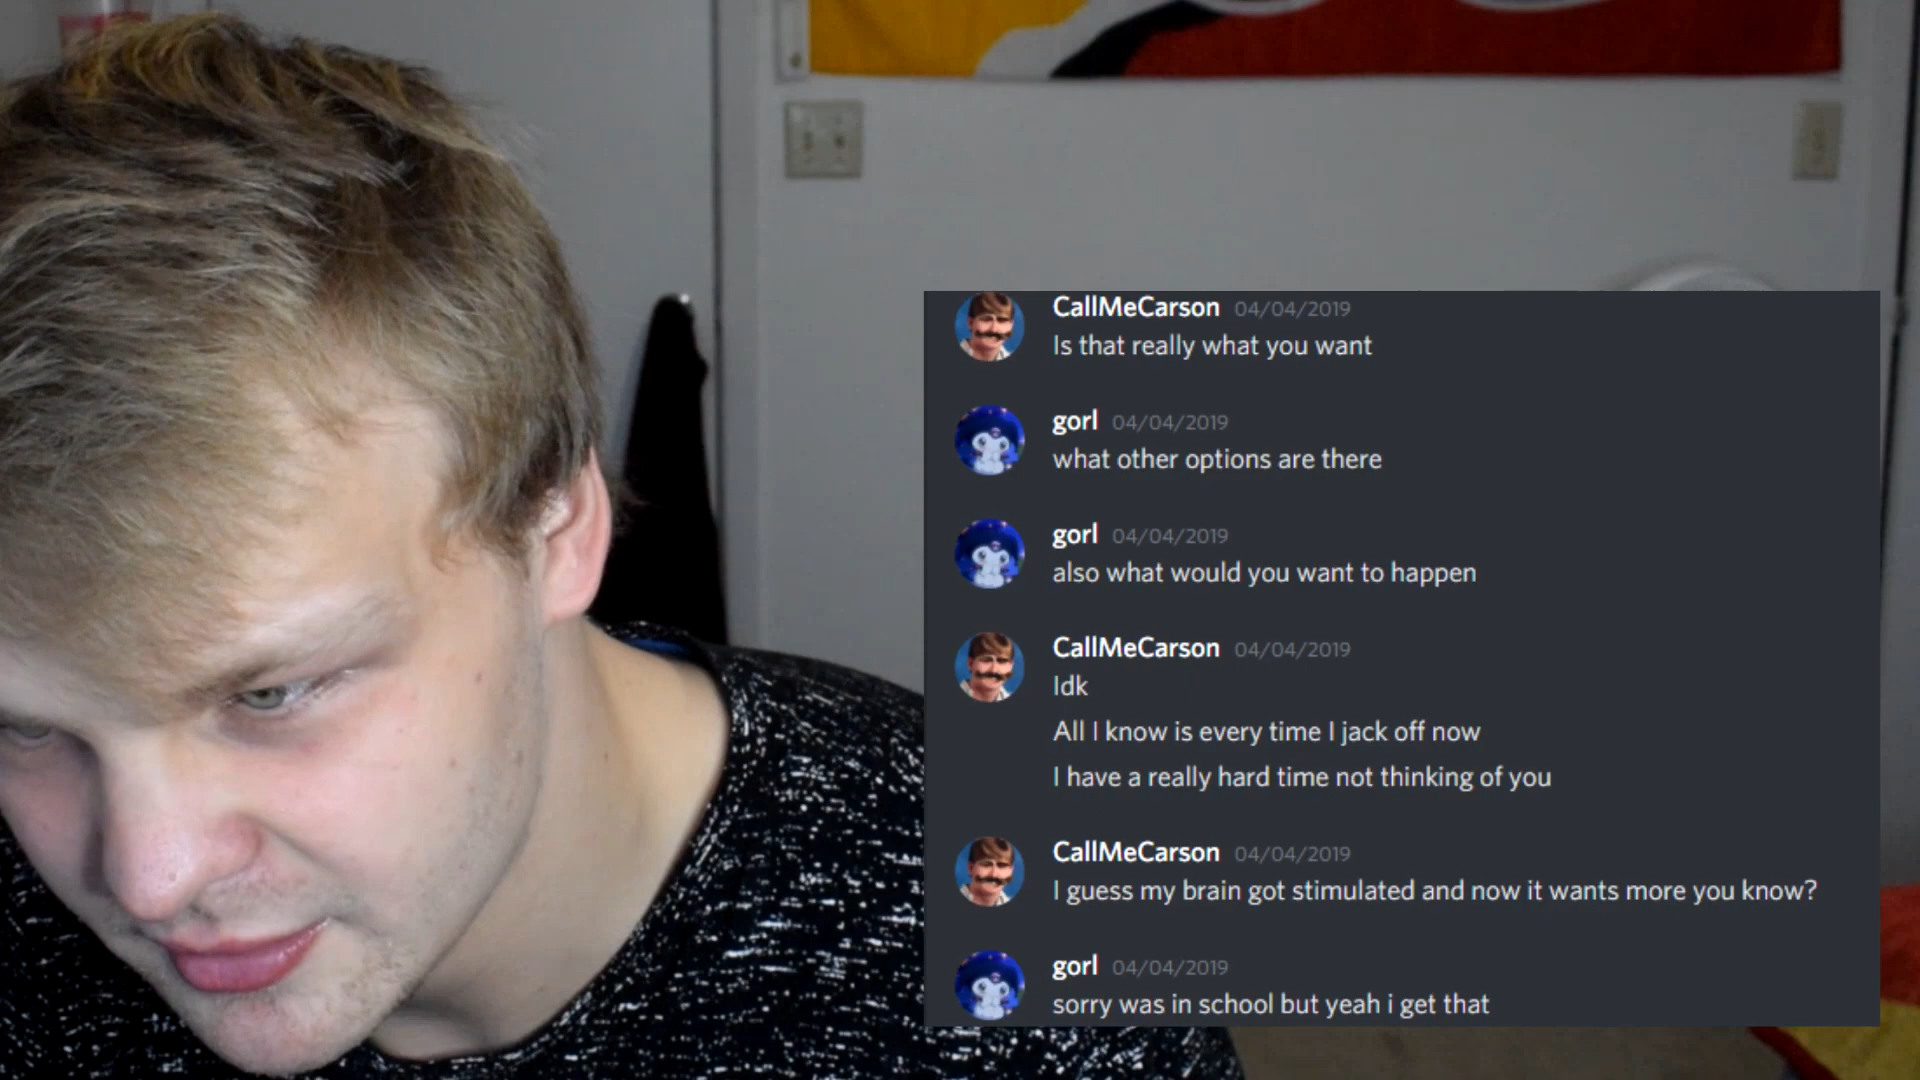 CallMeCarson 04/04/2019
Is that really what you want
gorl 04/04/2019
what other options are there
gorl 04/04/2019
also what would you want to happen
CallMeCarson 04/04/2019
Idk
All I know is every time I jack off now
I have a really hard time not thinking of you
CallMeCarson 04/04/2019
I guess my brain got stimulated and now it wants more you know?
gorl 04/04/2019
sorry was in school but yeah i get that